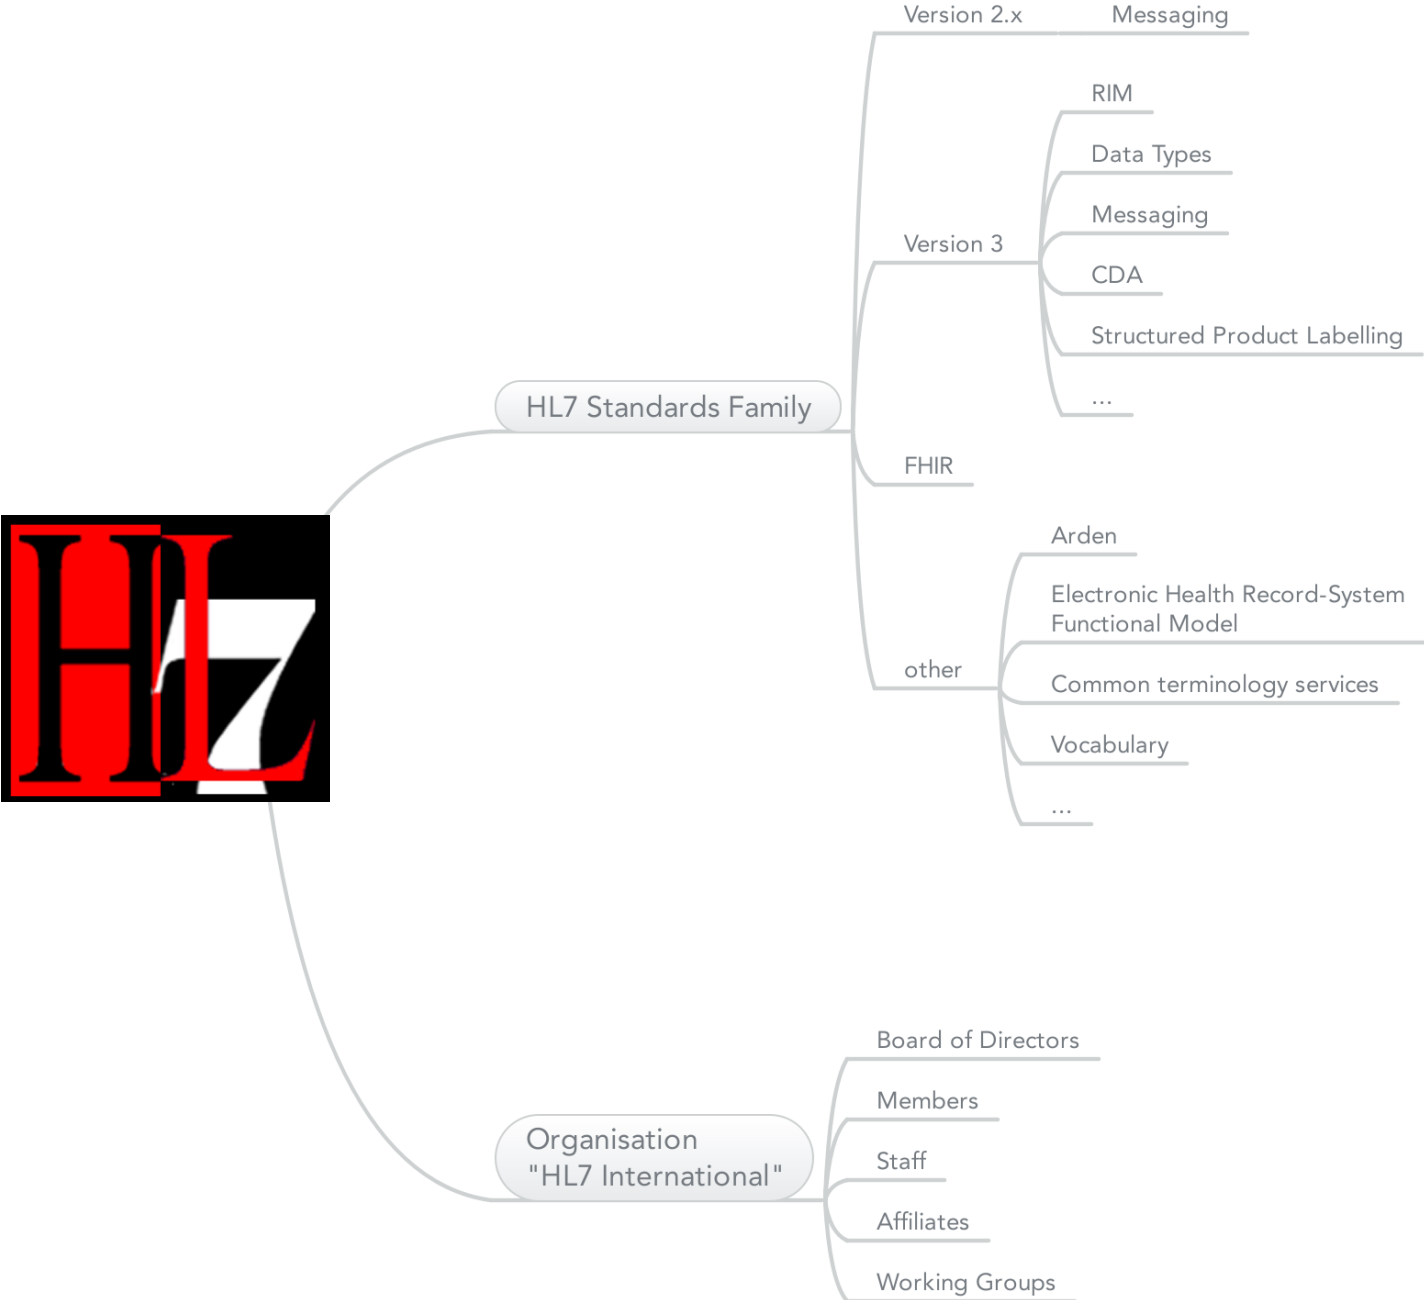 Version 2.x
Messaging
RIM
Data Types
Messaging
Version 3
CDA
Structured Product Labelling
...
HL7 Standards Family
FHIR
Arden
Electronic Health Record-System
Functional Model
other
Common terminology services
Vocabulary
...
HL7
Board of Directors
Members
Organisation
"HL7 International"
Staff
Affiliates
Working Groups